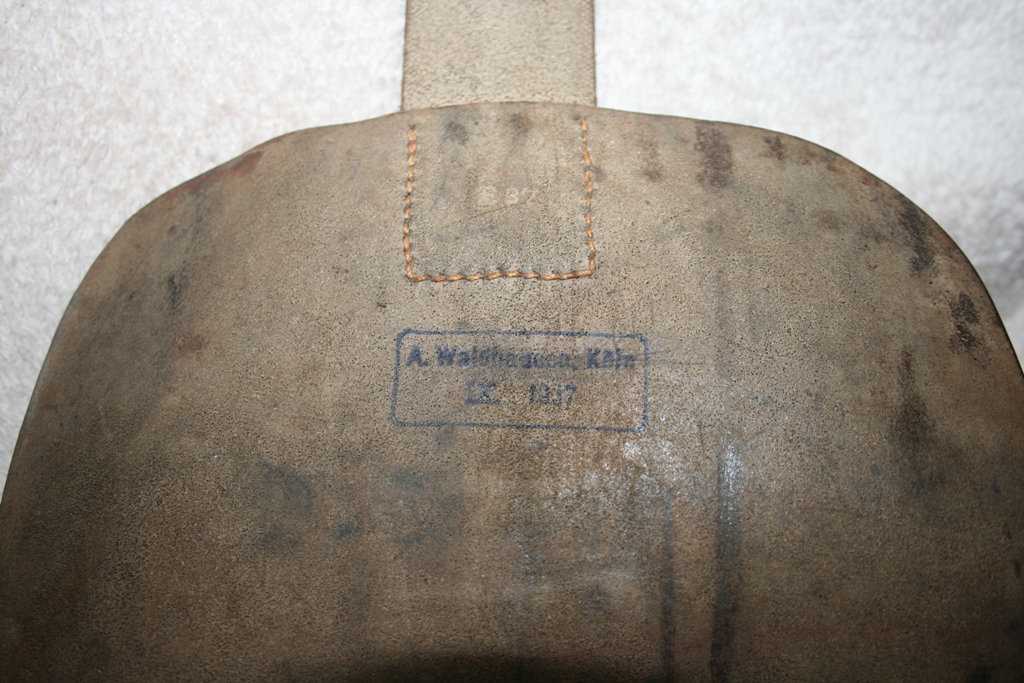 A. Waldhausen, Köln
IX 1937